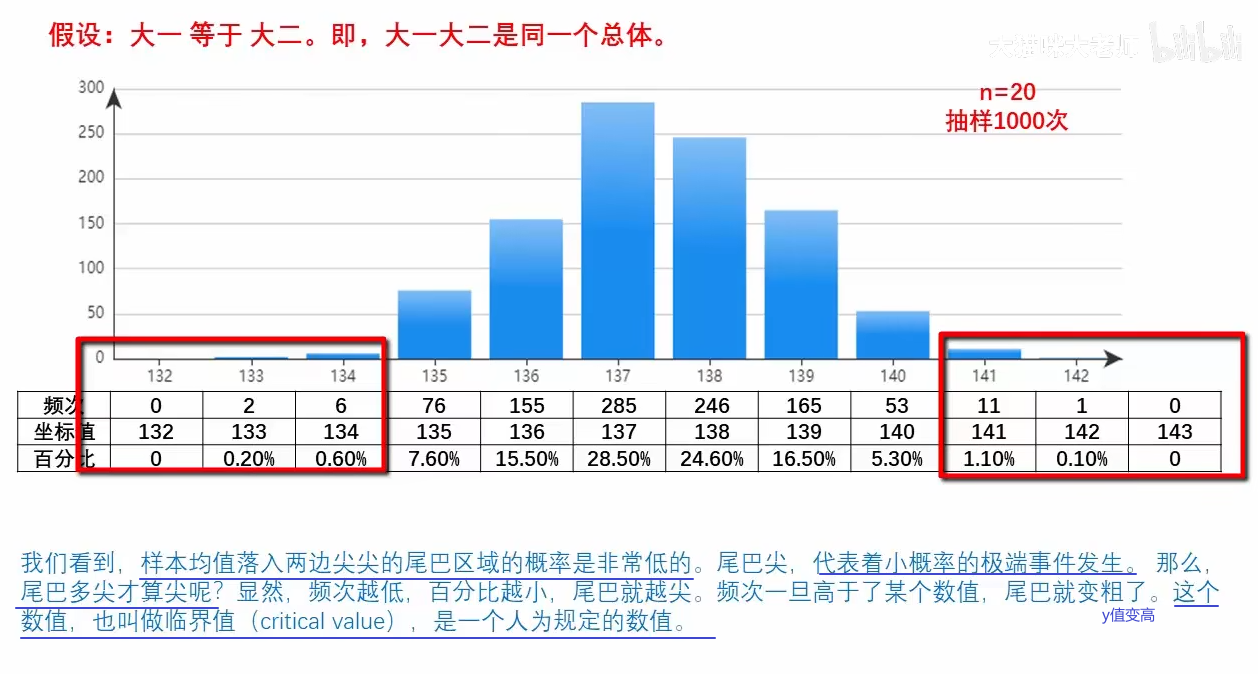 假设：大一 等于 大二。即，大一大二是同一个总体。
bilibili
n=20
抽样1000次
300
250
200
150
100
50
0
132 133 134 135 136 137 138 139 140 141 142
频次 0 2 6 76 155 285 246 165 53 11 1 0
坐标值 132 133 134 135 136 137 138 139 140 141 142 143
百分比 0 0.20% 0.60% 7.60% 15.50% 28.50% 24.60% 16.50% 5.30% 1.10% 0.10% 0
我们看到，样本均值落入两边尖尖的尾巴区域的概率是非常低的。尾巴尖，代表着小概率的极端事件发生。那么，
尾巴多尖才算尖呢？显然，频次越低，百分比越小，尾巴就越尖。频次一旦高于了某个数值，尾巴就变粗了。这个
y值变高
数值，也叫做临界值（critical value），是一个人为规定的数值。